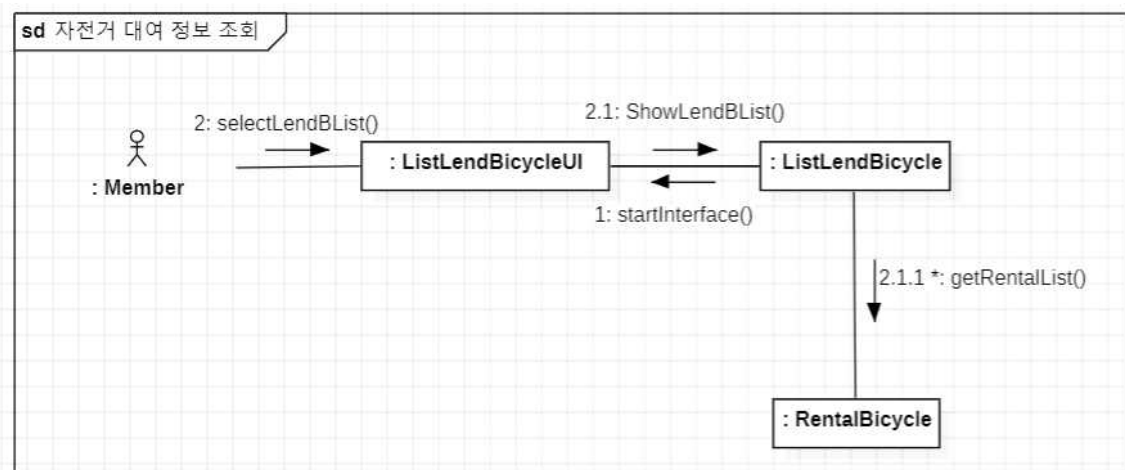 sd 자전거 대여 정보 조회
2: selectLendBList()
2.1: ShowLendBList()
: Member
: ListLendBicycleUI
: ListLendBicycle
1: startInterface()
2.1.1 *: getRentalList()
: RentalBicycle